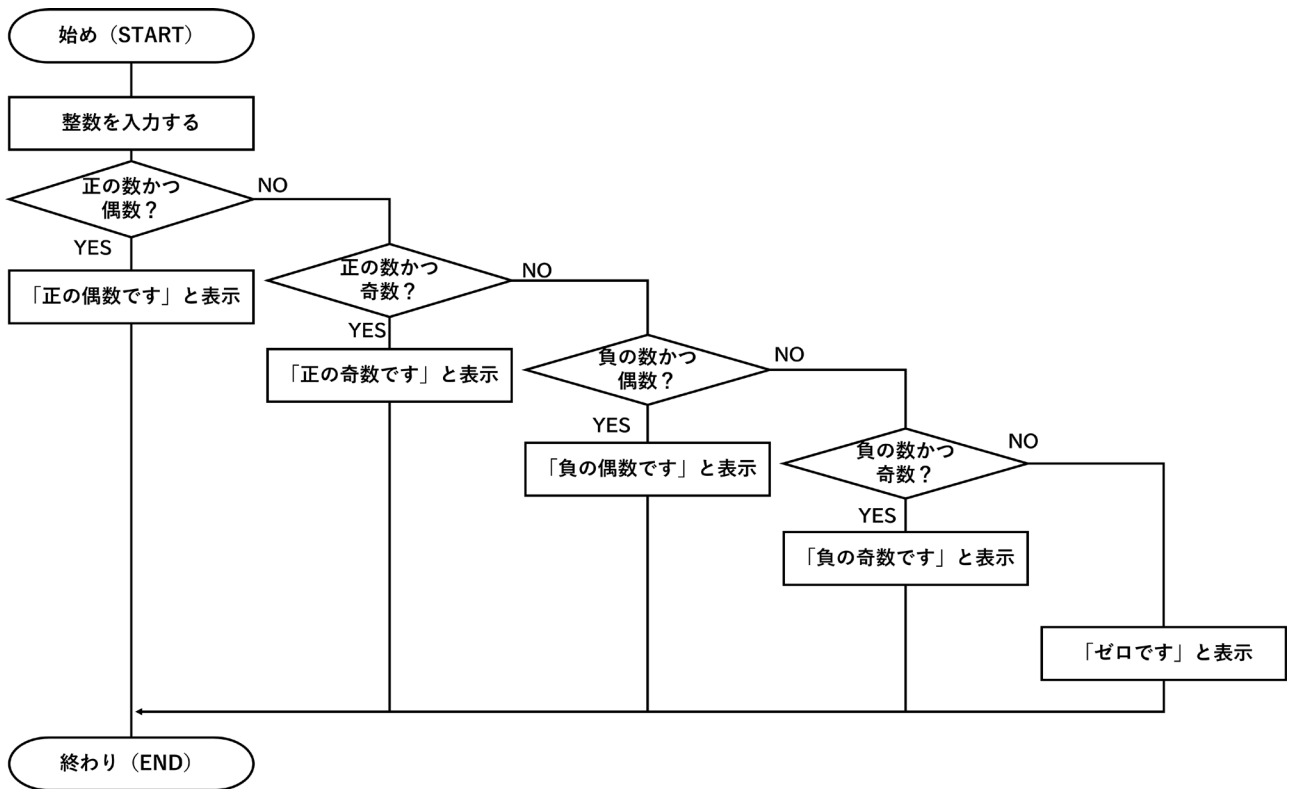 始め（START）
整数を入力する
正の数かつ
偶数？
NO
YES
「正の偶数です」と表示
正の数かつ
奇数？
NO
YES
「正の奇数です」と表示
負の数かつ
偶数？
NO
YES
「負の偶数です」と表示
負の数かつ
奇数？
NO
YES
「負の奇数です」と表示
「ゼロです」と表示
終わり（END）